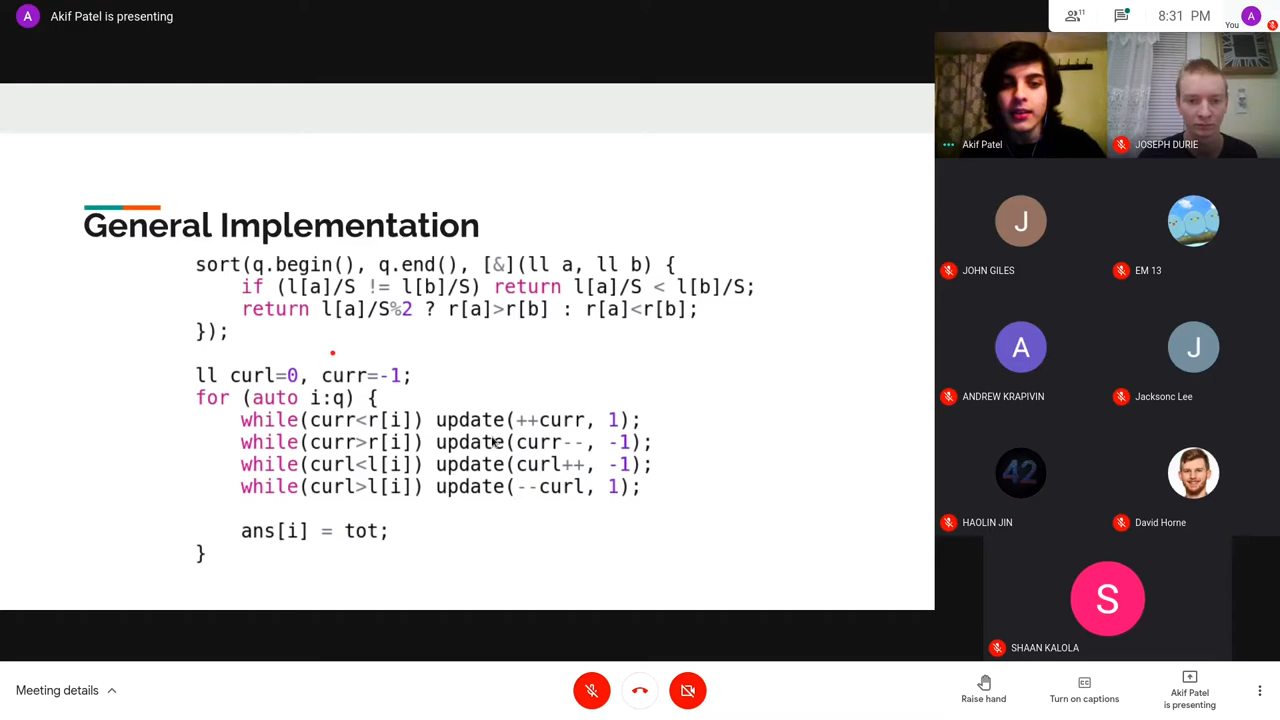 A
Akif Patel is presenting
11
8:31 PM
You
A
General Implementation
sort(q.begin(), q.end(), [&](ll a, ll b) {
if (l[a]/S != l[b]/S) return l[a]/S < l[b]/S;
return l[a]/S%2 ? r[a]>r[b] : r[a]<r[b];
});
ll curl=0, curr=-1;
for (auto i:q) {
while(curr<r[i]) update(++curr, 1);
while(curr>r[i]) update(curr--, -1);
while(curl<l[i]) update(curl++, -1);
while(curl>l[i]) update(--curl, 1);
ans[i] = tot;
}
Akif Patel
JOSEPH DURIE
J
JOHN GILES
EM 13
A
ANDREW KRAPIVIN
J
Jacksonc Lee
42
HAOLIN JIN
David Horne
S
SHAAN KALOLA
Meeting details
Raise hand
CC
Turn on captions
Akif Patel
is presenting